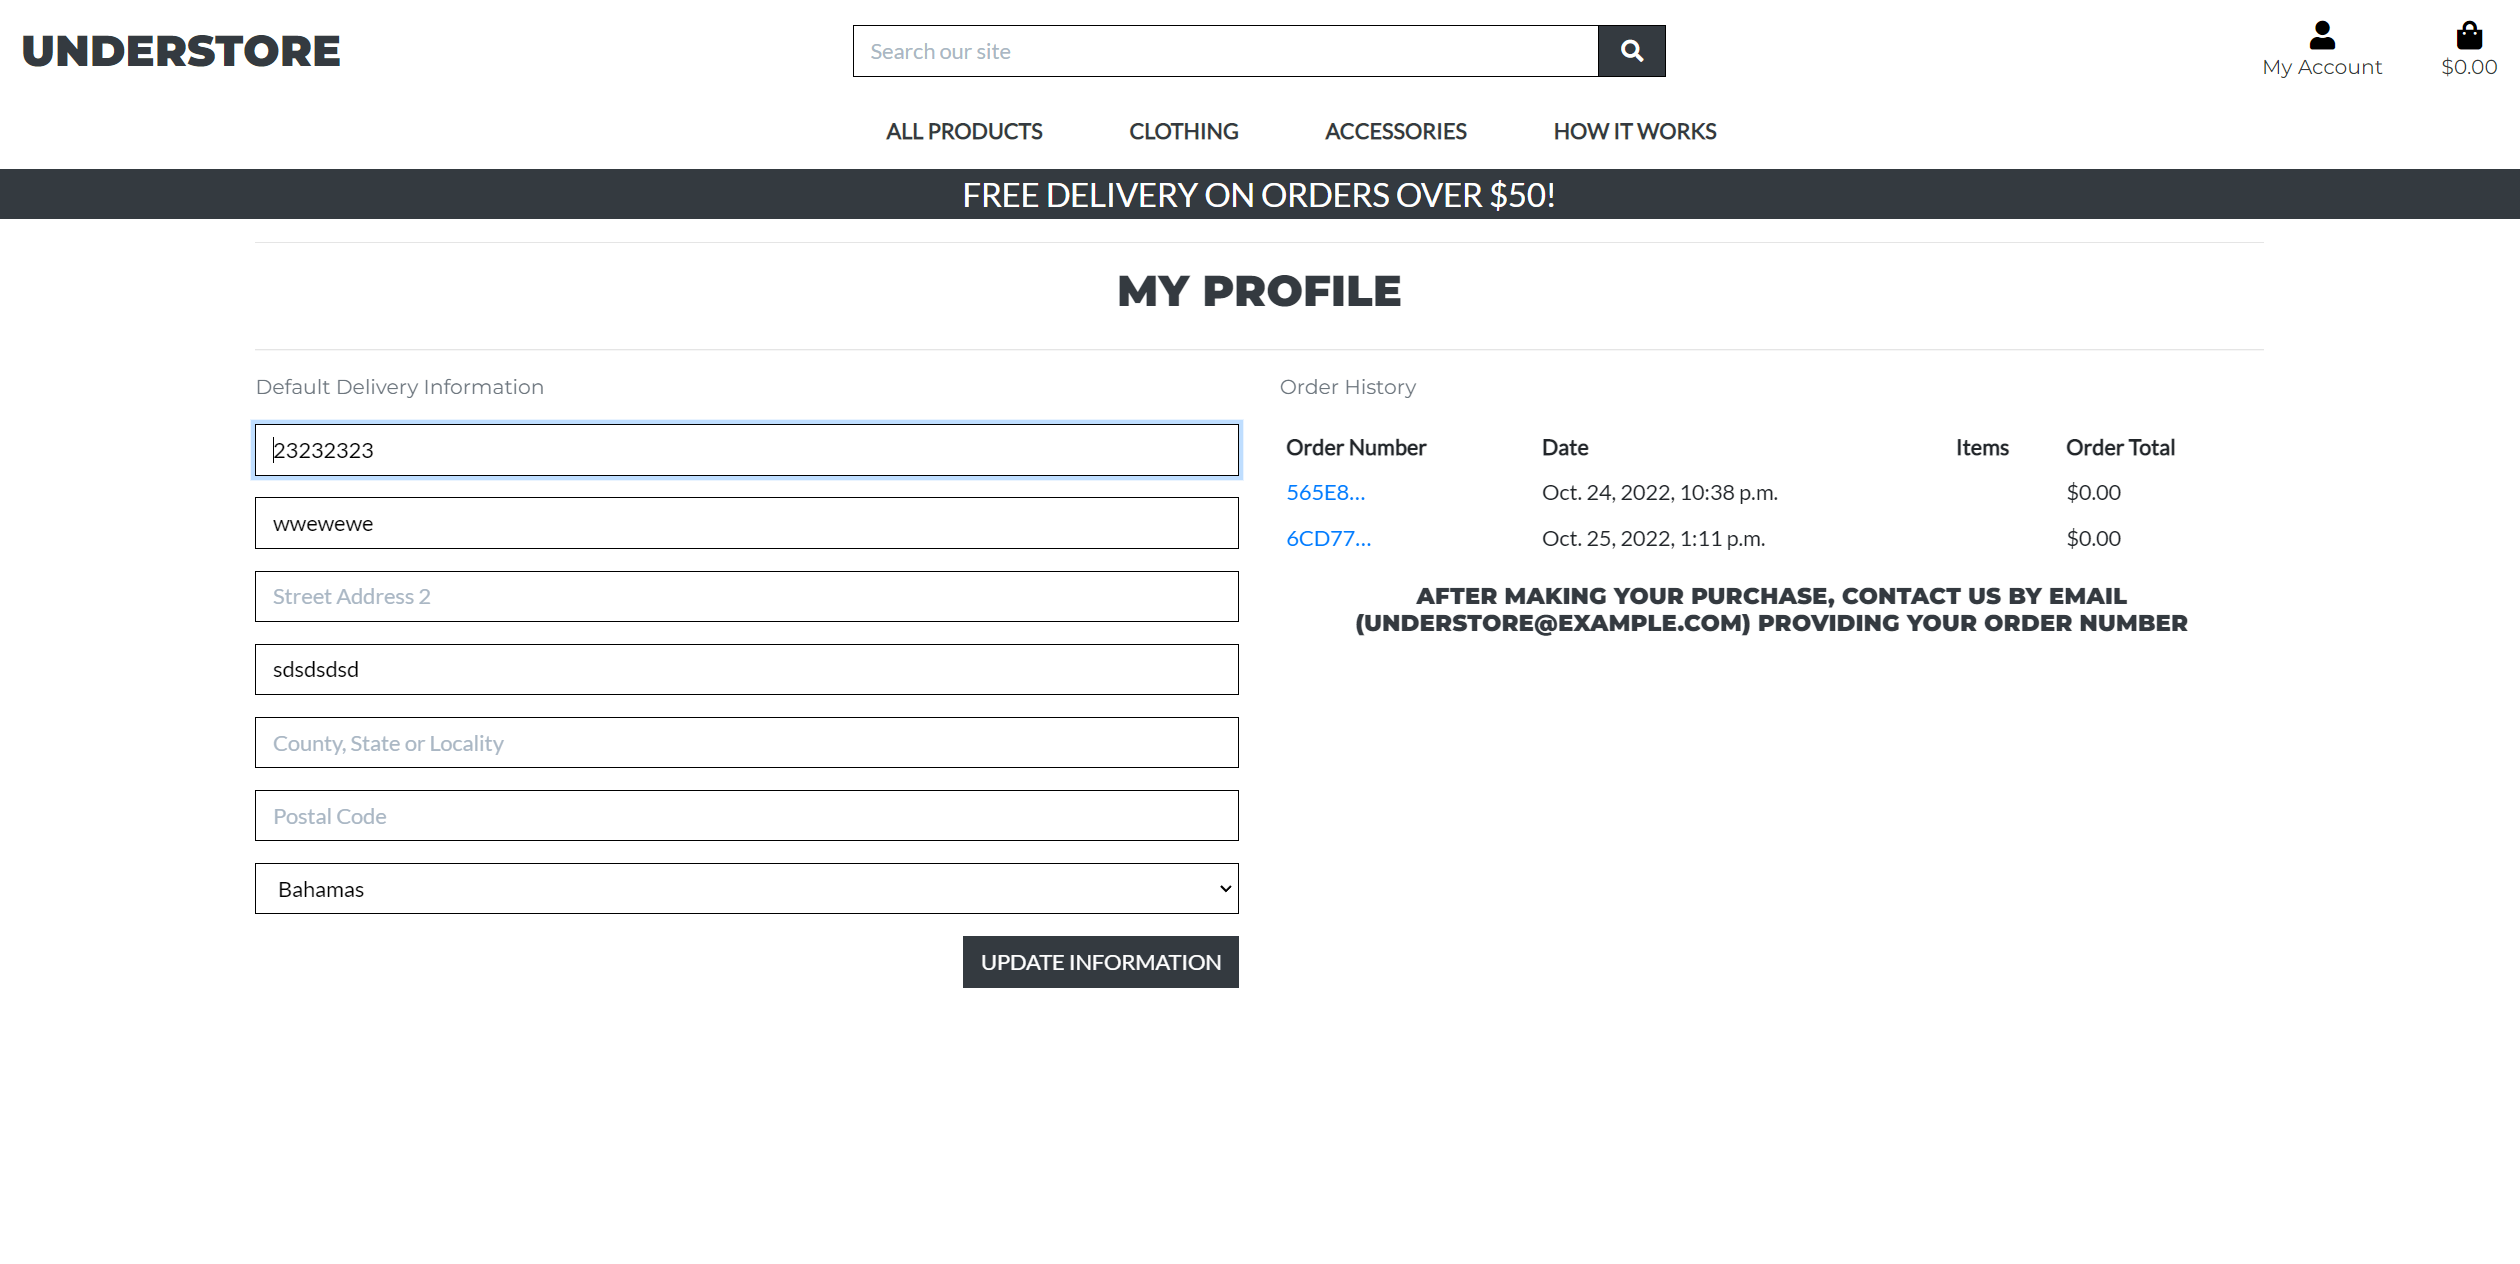 UNDERSTORE
Search our site
My Account
$0.00
ALL PRODUCTS CLOTHING ACCESSORIES HOW IT WORKS
FREE DELIVERY ON ORDERS OVER $50!
MY PROFILE
Default Delivery Information
23232323
wwewewe
Street Address 2
sdsdsdsd
County, State or Locality
Postal Code
Bahamas
UPDATE INFORMATION
Order History
Order Number Date Items Order Total
565E8... Oct. 24, 2022, 10:38 p.m. $0.00
6CD77... Oct. 25, 2022, 1:11 p.m. $0.00
AFTER MAKING YOUR PURCHASE, CONTACT US BY EMAIL
(UNDERSTORE@EXAMPLE.COM) PROVIDING YOUR ORDER NUMBER